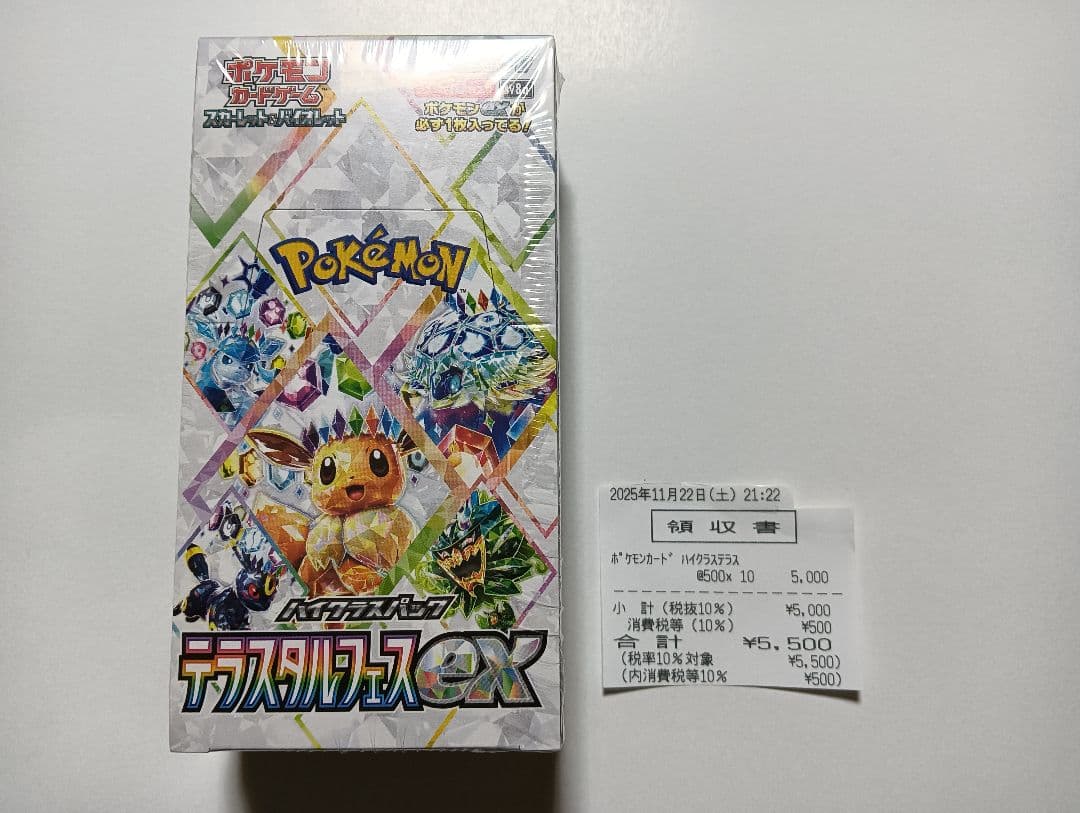 ポケモン
カードゲーム
スカーレット&バイオレット
ポケモンexが
必ず1枚入ってる!
POKéMON
TM
ハイクラスパック
テラスタルフェスex
2025年11月22日(土) 21:22
領収書
ポケモンカード ハイクラステラス
@500x 10 5,000
小 計(税抜10%) ¥5,000
消費税等(10%) ¥500
合計 ¥5,500
(税率10%対象 ¥5,500)
(内消費税等10% ¥500)